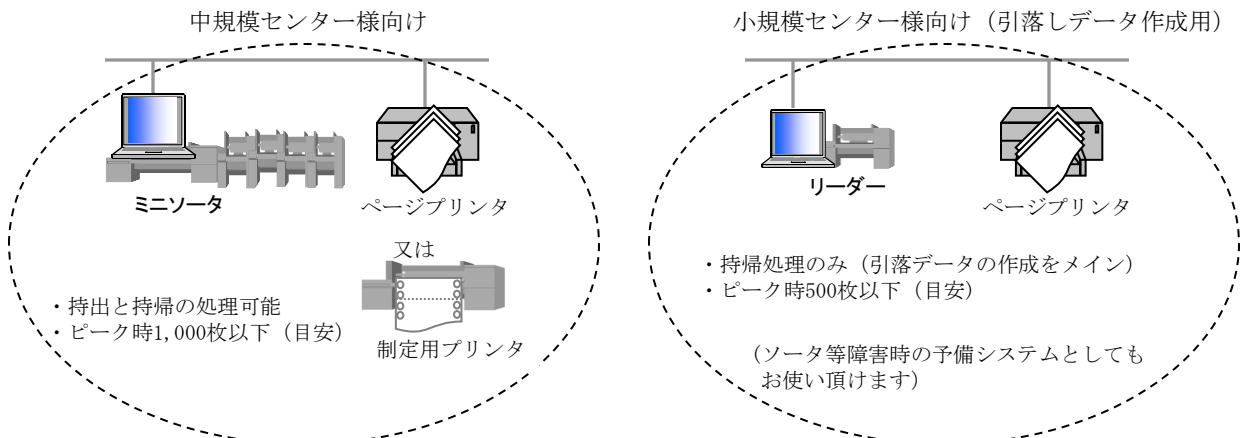 中規模センター様向け
ミニソータ
ページプリンタ
又は
制定用プリンタ
・持出と持帰の処理可能
・ピーク時1,000枚以下（目安）
小規模センター様向け（引落しデータ作成用）
リーダー
ページプリンタ
・持帰処理のみ（引落データの作成をメイン）
・ピーク時500枚以下（目安）
（ソータ等障害時の予備システムとしても
お使い頂けます）